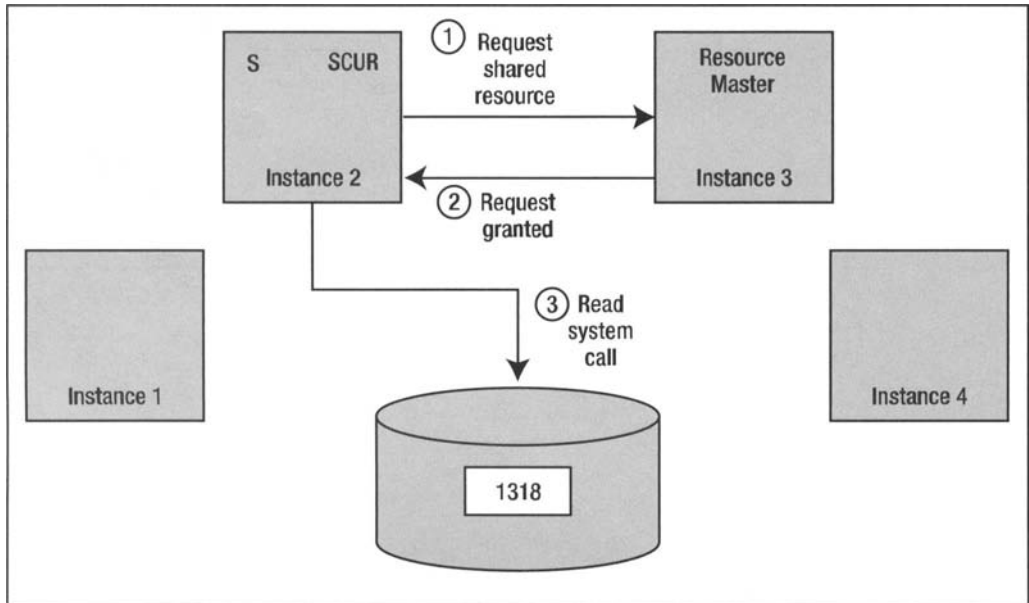 S SCUR
Instance 2
① Request
shared
resource
Resource
Master
Instance 3
② Request
granted
③ Read
system
call
Instance 1
Instance 4
1318